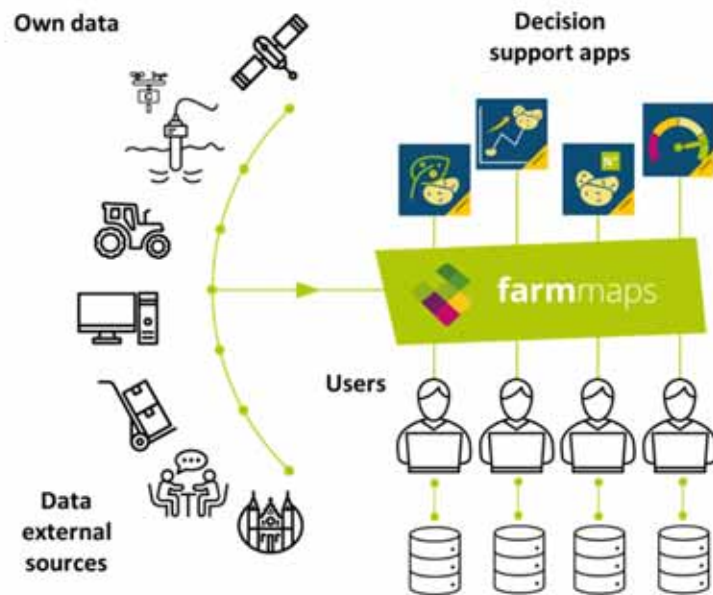 Own data
Decision
support apps
N
farmmaps
Users
Data
external
sources